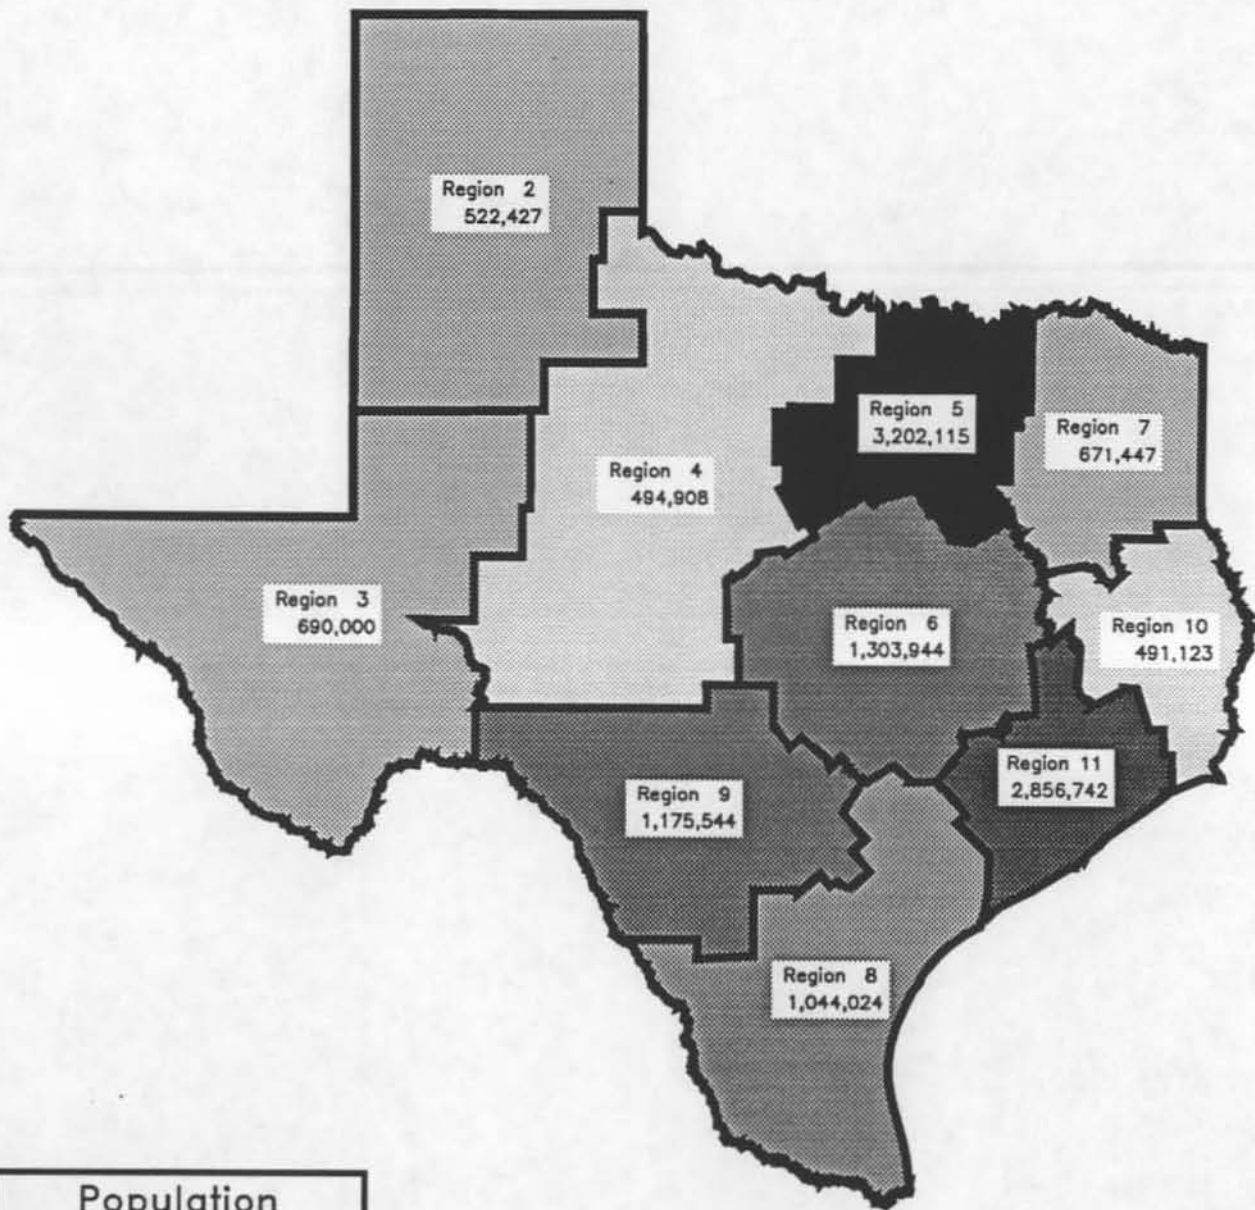 Region 2
522,427
Region 5
3,202,115
Region 7
671,447
Region 4
494,908
Region 3
690,000
Region 6
1,303,944
Region 10
491,123
Region 11
2,856,742
Region 9
1,175,544
Region 8
1,044,024
Population